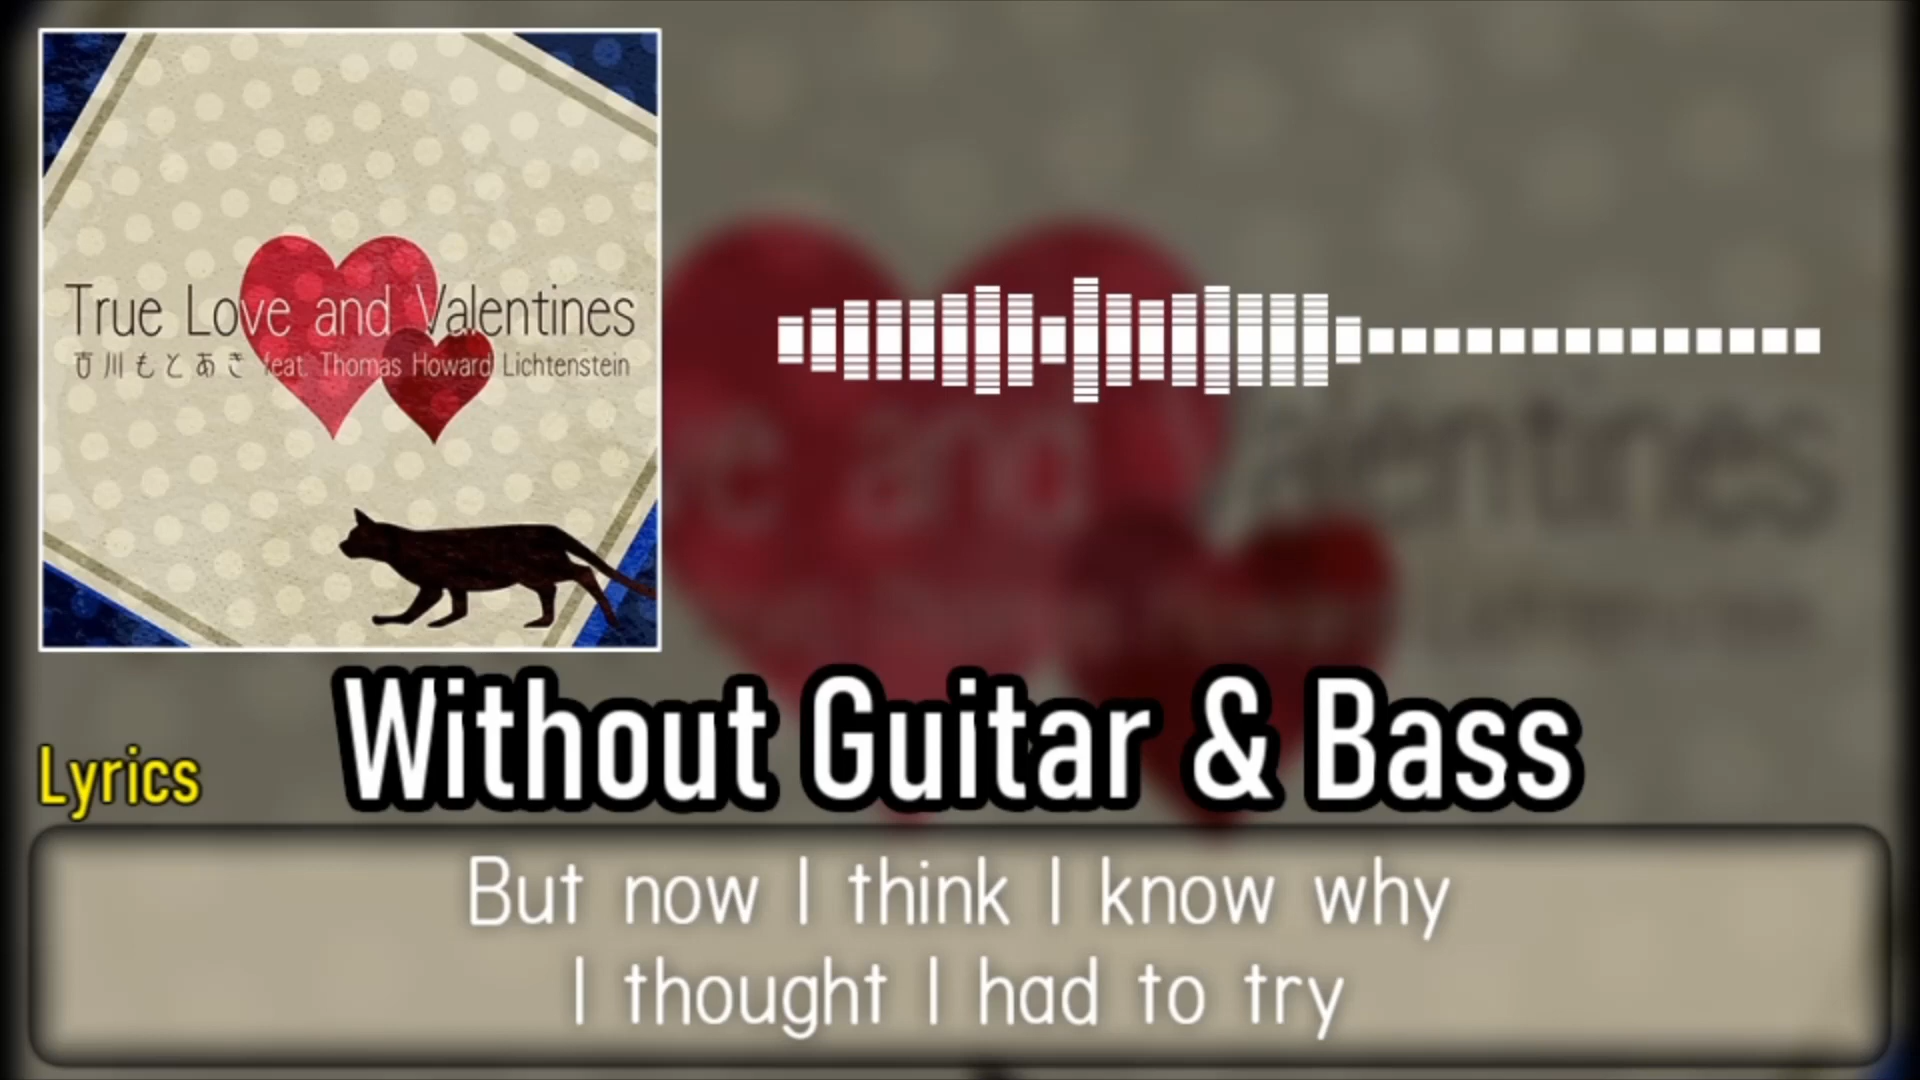 True Love and Valentines
百川もとあき feat. Thomas Howard Lichtenstein
Without Guitar & Bass
Lyrics
But now I think I know why
I thought I had to try